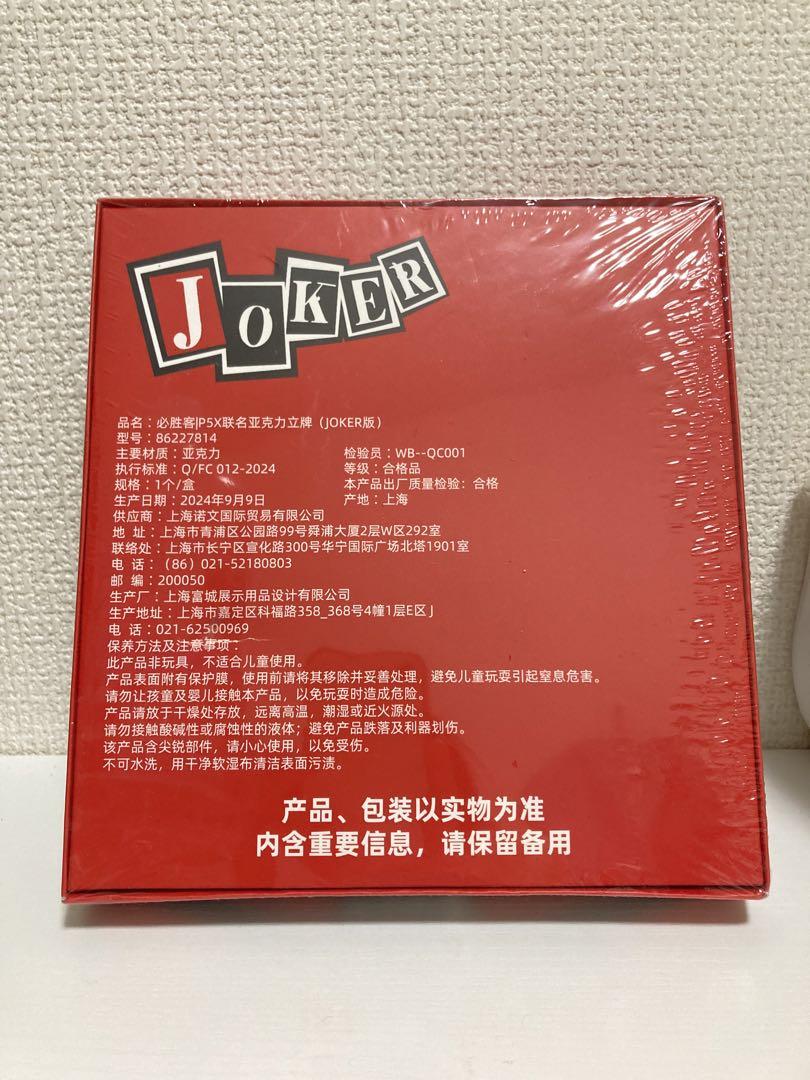 JOKER
品名：必胜客|P5X联名亚克力立牌（JOKER版）
型号：86227814
主要材质：亚克力 检验员：WB--QC001
执行标准：Q/FC 012-2024 等级：合格品
规格：1个/盒 本产品出厂质量检验：合格
生产日期：2024年9月9日 产地：上海
供应商：上海诺文国际贸易有限公司
地 址：上海市青浦区公园路99号舜浦大厦2层W区292室
联络处：上海市长宁区宣化路300号华宁国际广场北塔1901室
电 话：（86）021-52180803
邮 编：200050
生产厂：上海富城展示用品设计有限公司
生产地址：上海市嘉定区科福路358_368号4幢1层E区J
电 话：021-62500969
保养方法及注意事项：
此产品非玩具，不适合儿童使用。
产品表面附有保护膜，使用前请将其移除并妥善处理，避免儿童玩耍引起窒息危害。
请勿让孩童及婴儿接触本产品，以免玩耍时造成危险。
产品请放于干燥处存放，远离高温，潮湿或近火源处。
请勿接触酸碱性或腐蚀性的液体；避免产品跌落及利器划伤。
该产品含尖锐部件，请小心使用，以免受伤。
不可水洗，用干净软湿布清洁表面污渍。
产品、包装以实物为准
内含重要信息，请保留备用